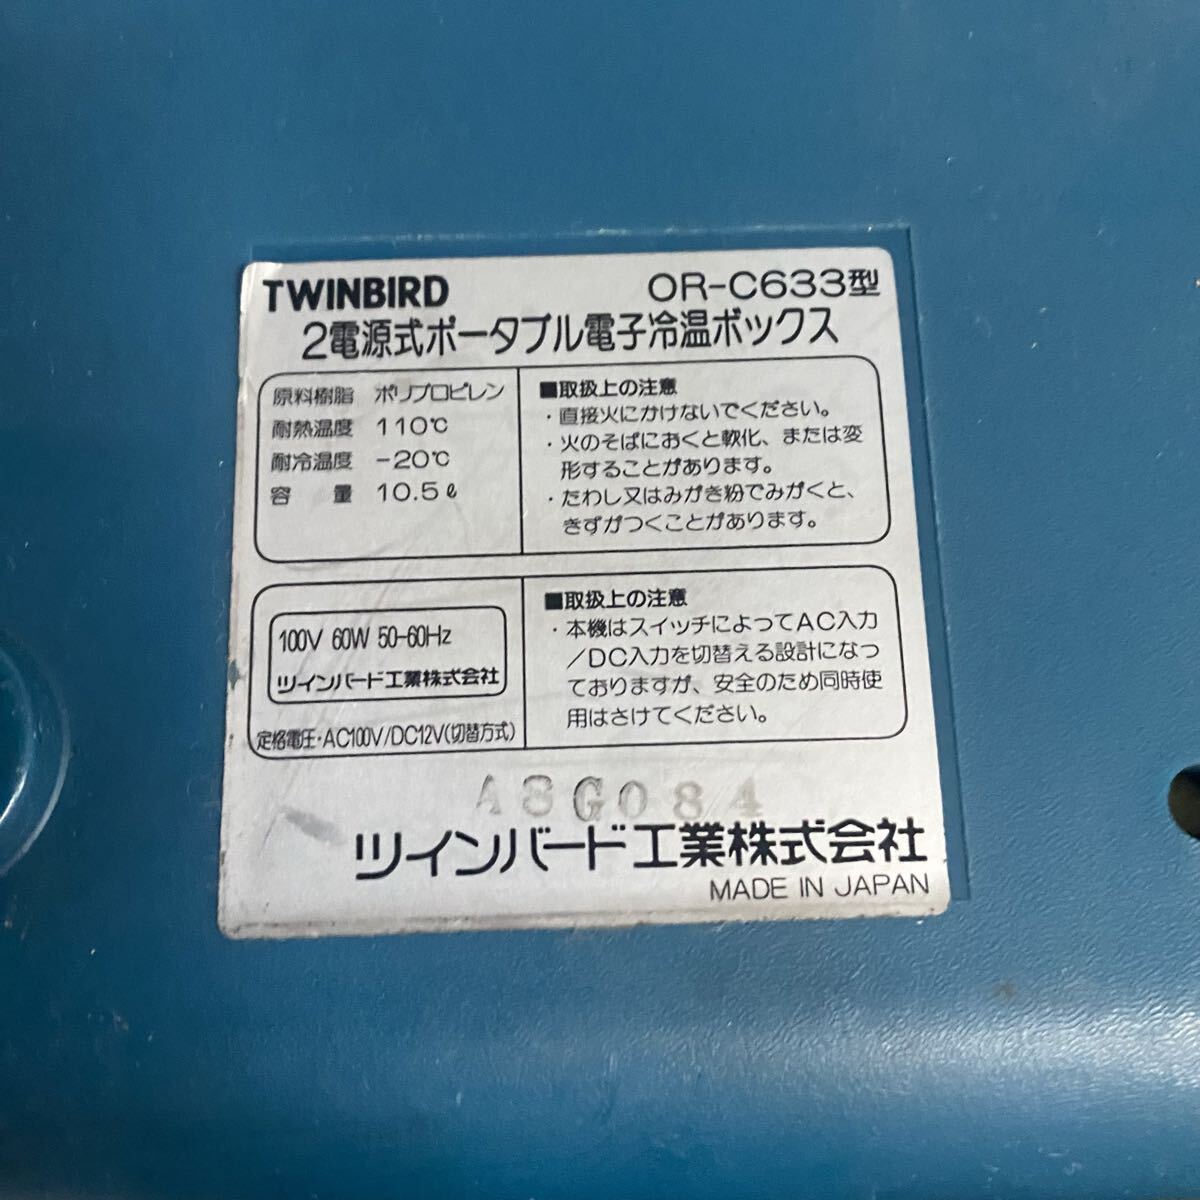 TWINBIRD OR-C633型
2電源式ポータブル電子冷温ボックス
原料樹脂 ポリプロピレン
耐熱温度 110℃
耐冷温度 -20℃
容量 10.5ℓ
■取扱上の注意
・直接火にかけないでください。
・火のそばにおくと軟化、または変
形することがあります。
・たわし又はみがき粉でみがくと、
きずがつくことがあります。
100V 60W 50-60Hz
ツインバード工業株式会社
定格電圧・AC100V/DC12V(切替方式)
■取扱上の注意
・本機はスイッチによってAC入力
/DC入力を切替える設計になっ
ておりますが、安全のため同時使
用はさけてください。
A8G084
ツインバード工業株式会社
MADE IN JAPAN